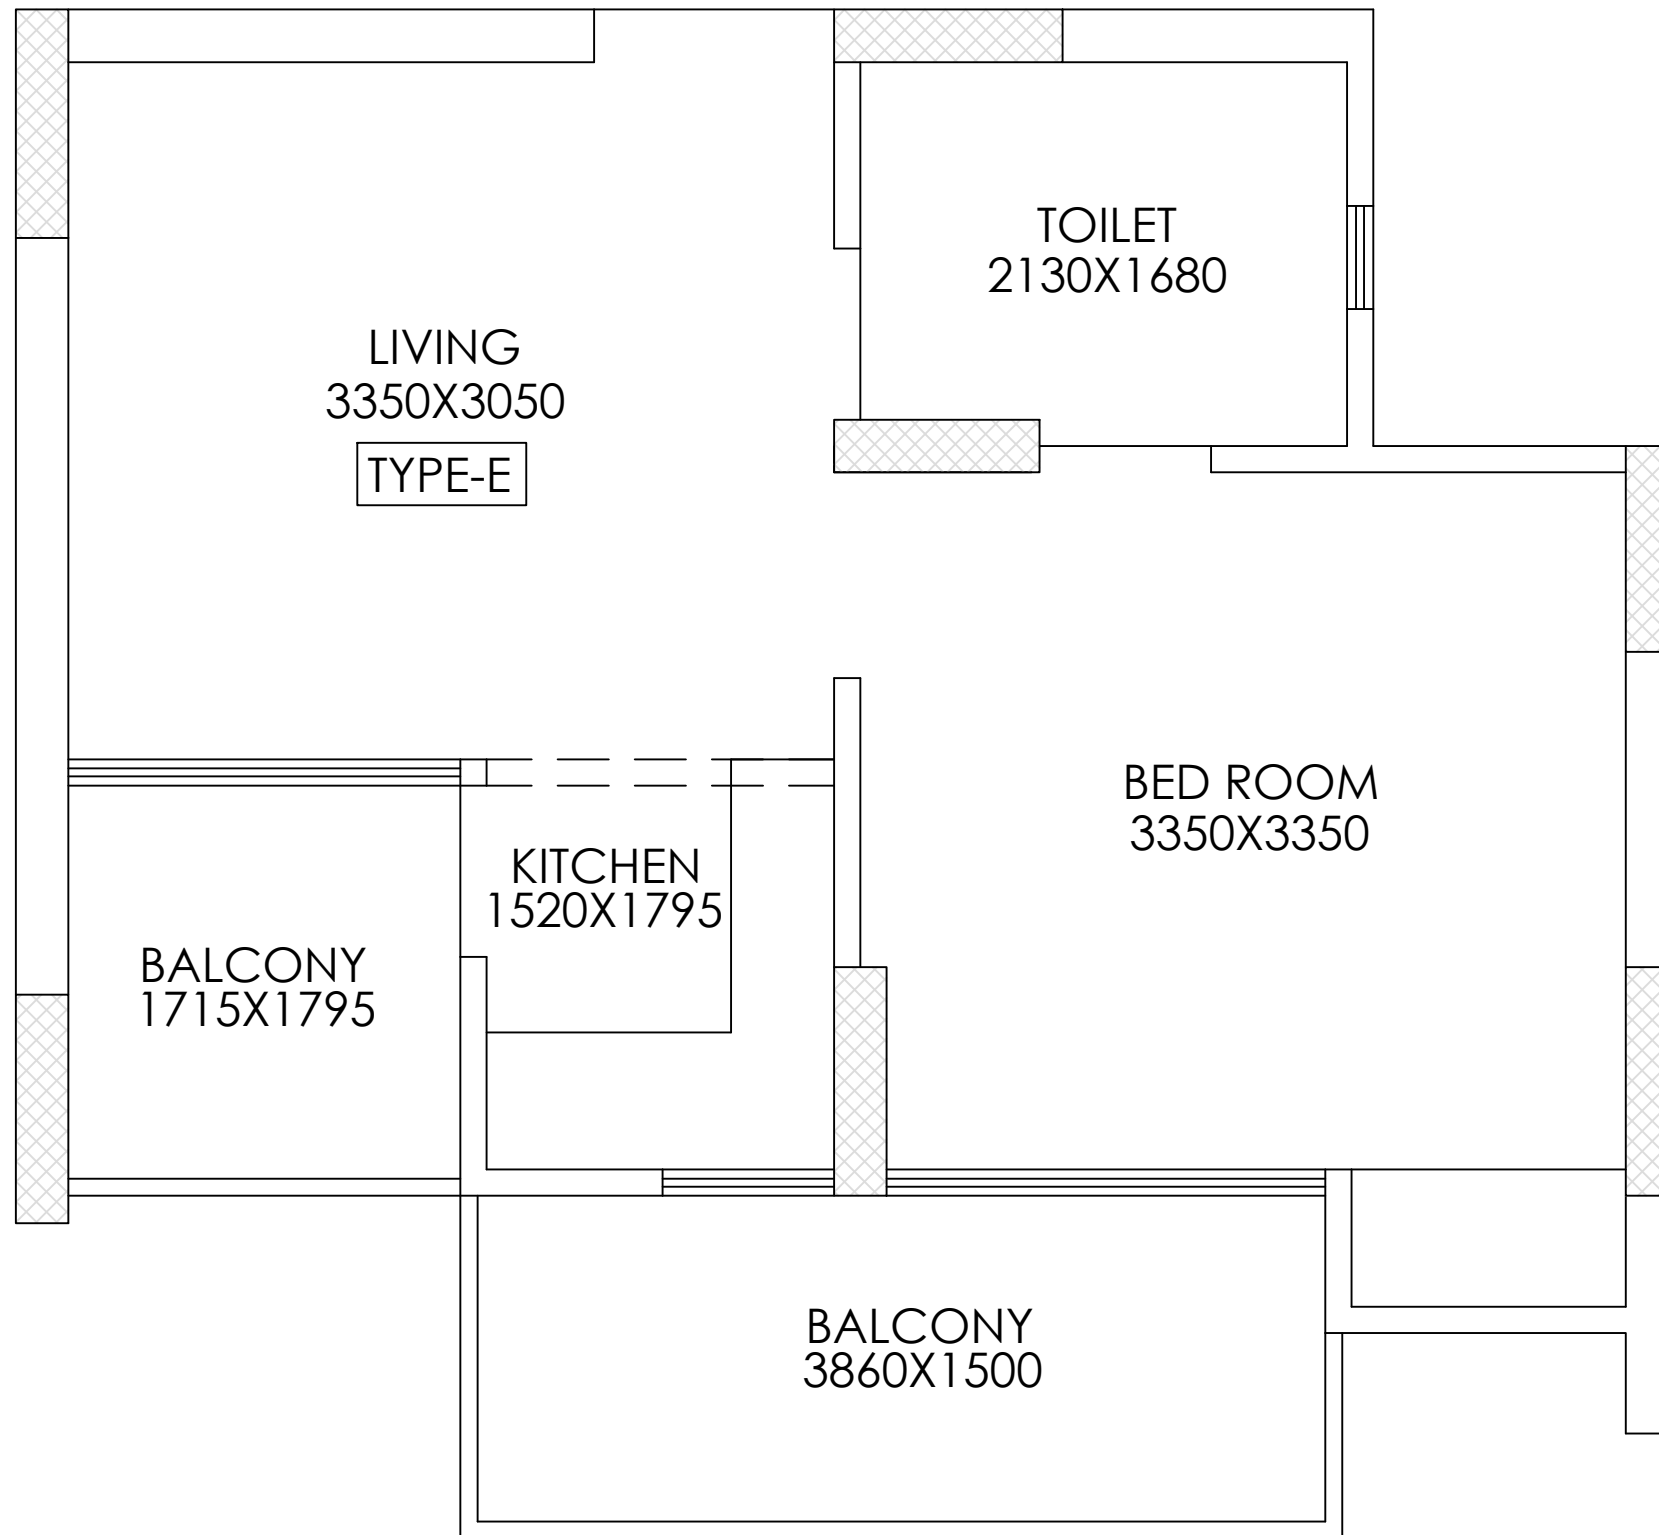 TOILET
2130X1680
LIVING
3350X3050
TYPE-E
BED ROOM
3350X3350
KITCHEN
1520X1795
BALCONY
1715X1795
BALCONY
3860X1500